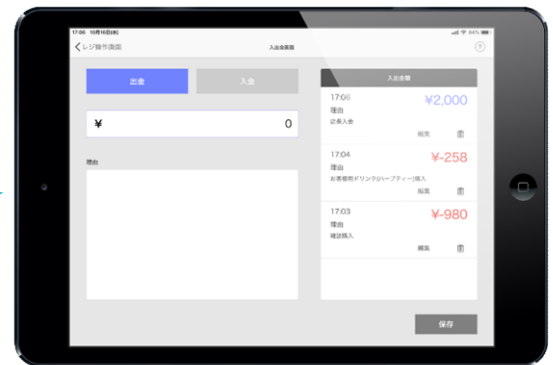 17:06 10月16日(水)
64%
レジ操作画面
入出金画面
?
出金
入金
¥
0
理由
入出金額
17:06
¥2,000
理由
店長入金
編集
17:04
¥-258
理由
お客様用ドリンク(ハーブティー)購入
編集
17:03
¥-980
理由
雑誌購入
編集
保存